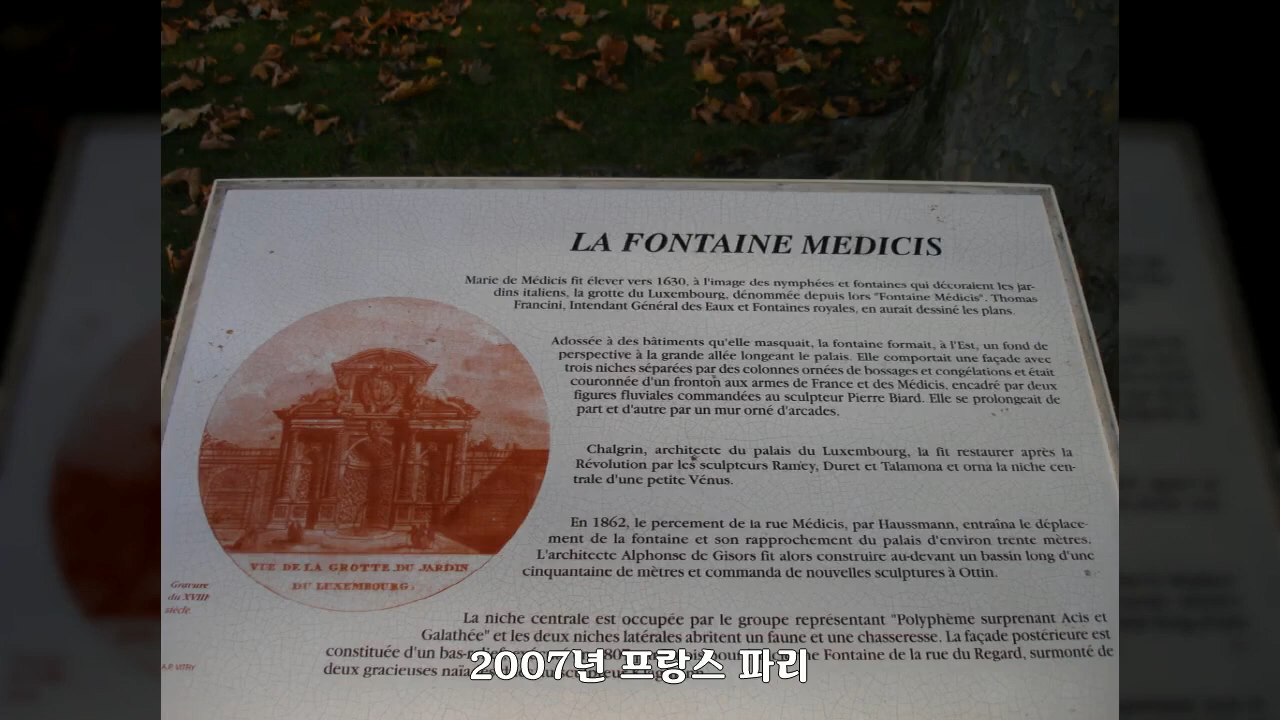 LA FONTAINE MEDICIS
Marie de Médicis fit élever vers 1630, à l'image des nymphées et fontaines qui décoraient les jar-
dins italiens, la grotte du Luxembourg, dénommée depuis lors "Fontaine Médicis". Thomas
Francini, Intendant Général des Eaux et Fontaines royales, en aurait dessiné les plans.
Adossée à des bâtiments qu'elle masquait, la fontaine formait, à l'Est, un fond de
perspective à la grande allée longeant le palais. Elle comportait une façade avec
trois niches séparées par des colonnes ornées de bossages et congélations et était
couronnée d'un fronton aux armes de France et des Médicis, encadré par deux
figures fluviales commandées au sculpteur Pierre Biard. Elle se prolongeait de
part et d'autre par un mur orné d'arcades.
Chalgrin, architecte du palais du Luxembourg, la fit restaurer après la
Révolution par les sculpteurs Ramey, Duret et Talamona et orna la niche cen-
trale d'une petite Vénus.
En 1862, le percement de la rue Médicis, par Haussmann, entraîna le déplace-
ment de la fontaine et son rapprochement du palais d'environ trente mètres.
L'architecte Alphonse de Gisors fit alors construire au-devant un bassin long d'une
cinquantaine de mètres et commanda de nouvelles sculptures à Ottin.
VUE DE LA GROTTE DU JARDIN
DU LUXEMBOURG.
Gravure
du XVIIIe
siècle.
La niche centrale est occupée par le groupe représentant "Polyphème surprenant Acis et
Galathée" et les deux niches latérales abritent un faune et une chasseresse. La façade postérieure est
constituée d'un bas-relief Fontaine de la rue du Regard, surmonté de
deux gracieuses
A.P. VITRY
2007년 프랑스 파리